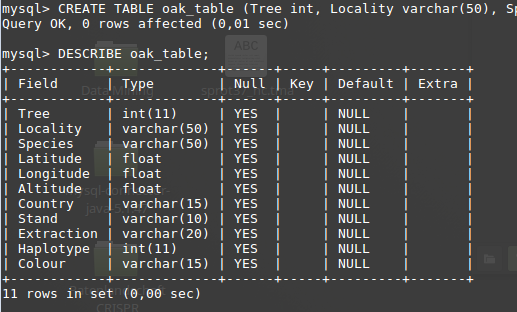 mysql> CREATE TABLE oak_table (Tree int, Locality varchar(50), Sp
Query OK, 0 rows affected (0,01 sec)
mysql> DESCRIBE oak_table;
+------------+-------------+------+-----+---------+-------+
| Field      | Type        | Null | Key | Default | Extra |
+------------+-------------+------+-----+---------+-------+
| Tree       | int(11)     | YES  |     | NULL    |       |
| Locality   | varchar(50) | YES  |     | NULL    |       |
| Species    | varchar(50) | YES  |     | NULL    |       |
| Latitude   | float       | YES  |     | NULL    |       |
| Longitude  | float       | YES  |     | NULL    |       |
| Altitude   | float       | YES  |     | NULL    |       |
| Country    | varchar(15) | YES  |     | NULL    |       |
| Stand      | varchar(10) | YES  |     | NULL    |       |
| Extraction | varchar(20) | YES  |     | NULL    |       |
| Haplotype  | int(11)     | YES  |     | NULL    |       |
| Colour     | varchar(15) | YES  |     | NULL    |       |
+------------+-------------+------+-----+---------+-------+
11 rows in set (0,00 sec)
ABC
CRISPR